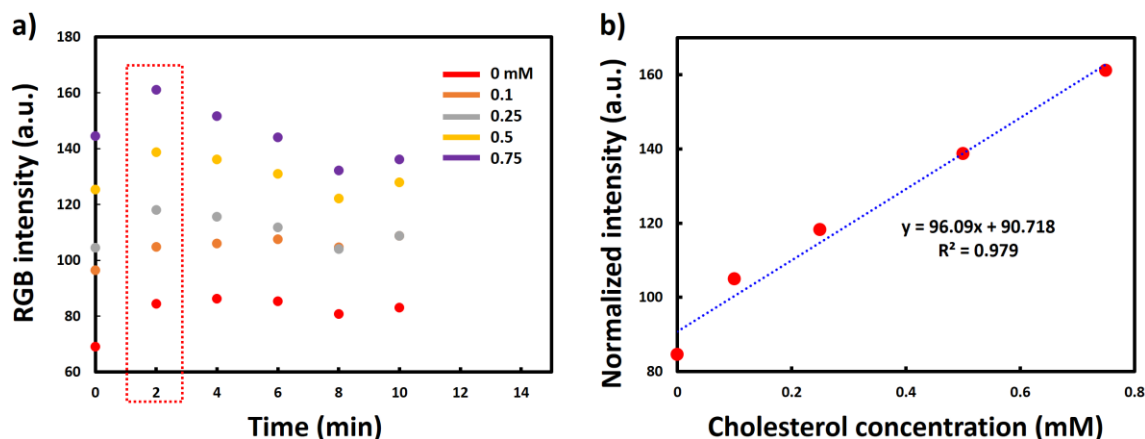 a)
RGB intensity (a.u.)
180
160
140
120
100
80
60
0 2 4 6 8 10 12 14
Time (min)
0 mM
0.1
0.25
0.5
0.75
b)
Normalized intensity (a.u.)
160
140
120
100
80
0 0.2 0.4 0.6 0.8
Cholesterol concentration (mM)
y = 96.09x + 90.718
R² = 0.979